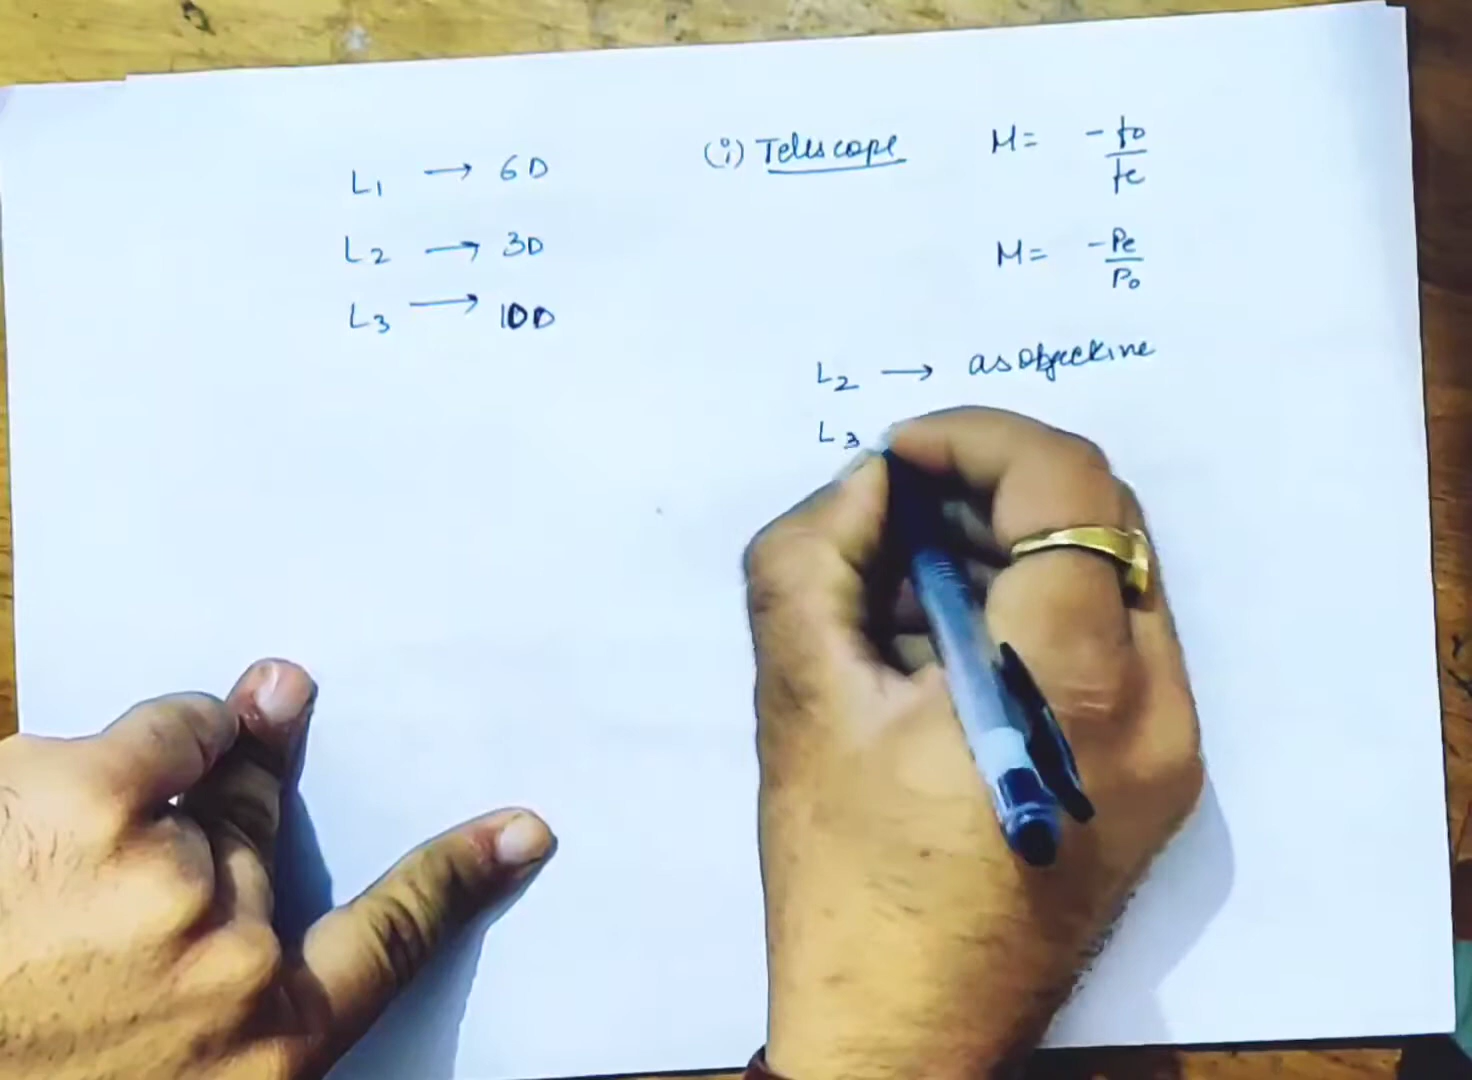 L1 → 6D
L2 → 3D
L3 → 10D
(i) Telescope M = -fo/fe
M = -Pe/Po
L2 → as Objective
L3